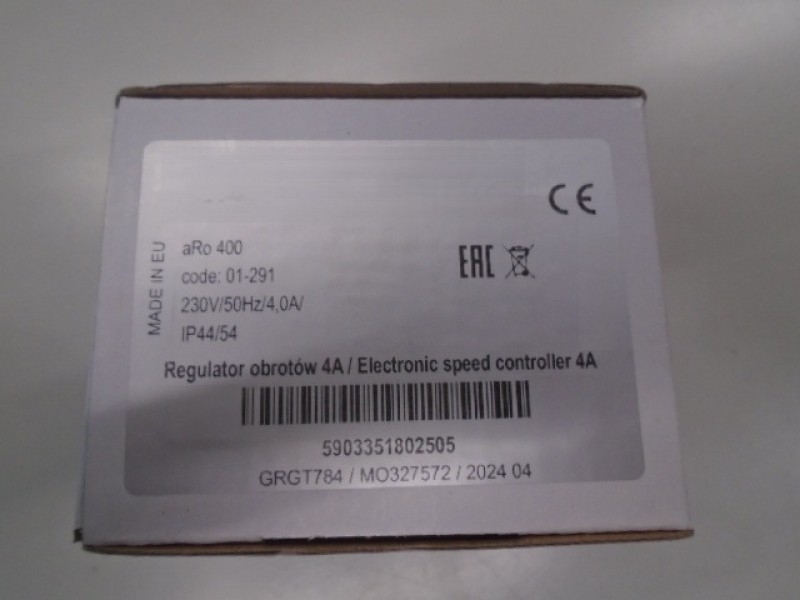 CE
MADE IN EU
aRo 400
EAC
code: 01-291
230V/50Hz/4,0A/
IP44/54
Regulator obrotów 4A / Electronic speed controller 4A
5903351802505
GRGT784 / MO327572 / 2024 04